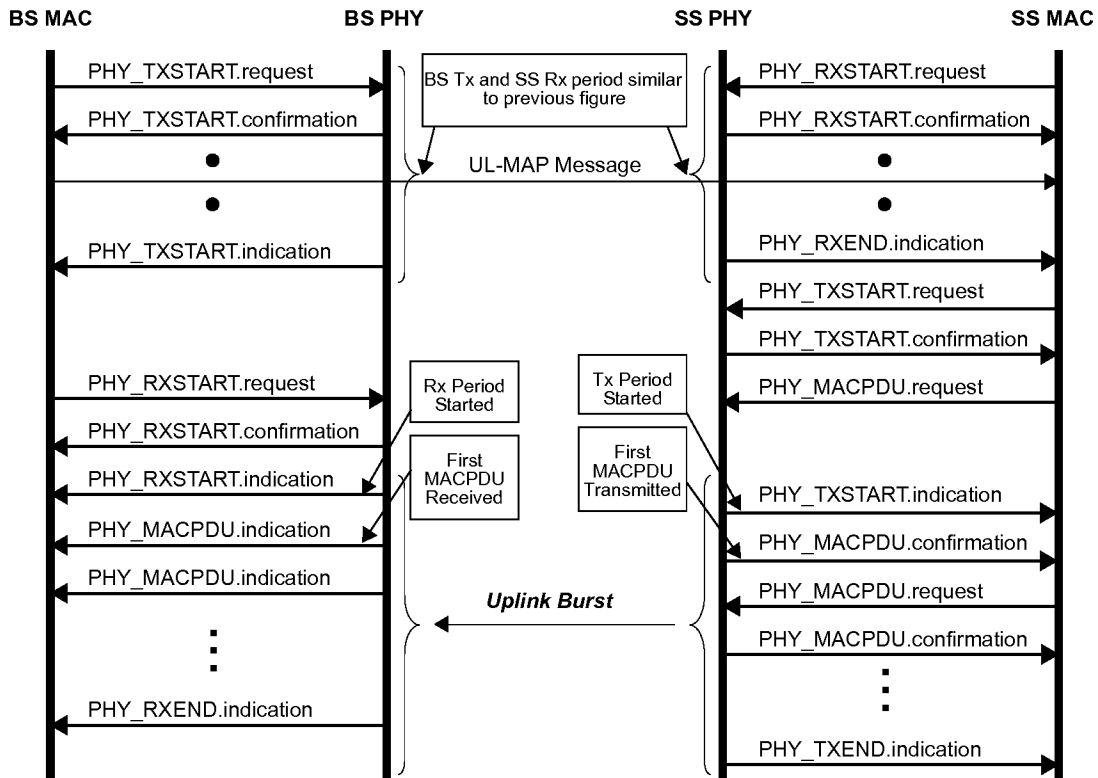 BS MAC
BS PHY
SS PHY
SS MAC
PHY_TXSTART.request
BS Tx and SS Rx period similar
to previous figure
PHY_RXSTART.request
PHY_TXSTART.confirmation
PHY_RXSTART.confirmation
UL-MAP Message
PHY_TXSTART.indication
PHY_RXEND.indication
PHY_TXSTART.request
PHY_TXSTART.confirmation
PHY_RXSTART.request
Rx Period
Started
Tx Period
Started
PHY_MACPDU.request
PHY_RXSTART.confirmation
First
MACPDU
Received
First
MACPDU
Transmitted
PHY_RXSTART.indication
PHY_TXSTART.indication
PHY_MACPDU.indication
PHY_MACPDU.confirmation
PHY_MACPDU.indication
PHY_MACPDU.request
Uplink Burst
PHY_MACPDU.confirmation
PHY_RXEND.indication
PHY_TXEND.indication